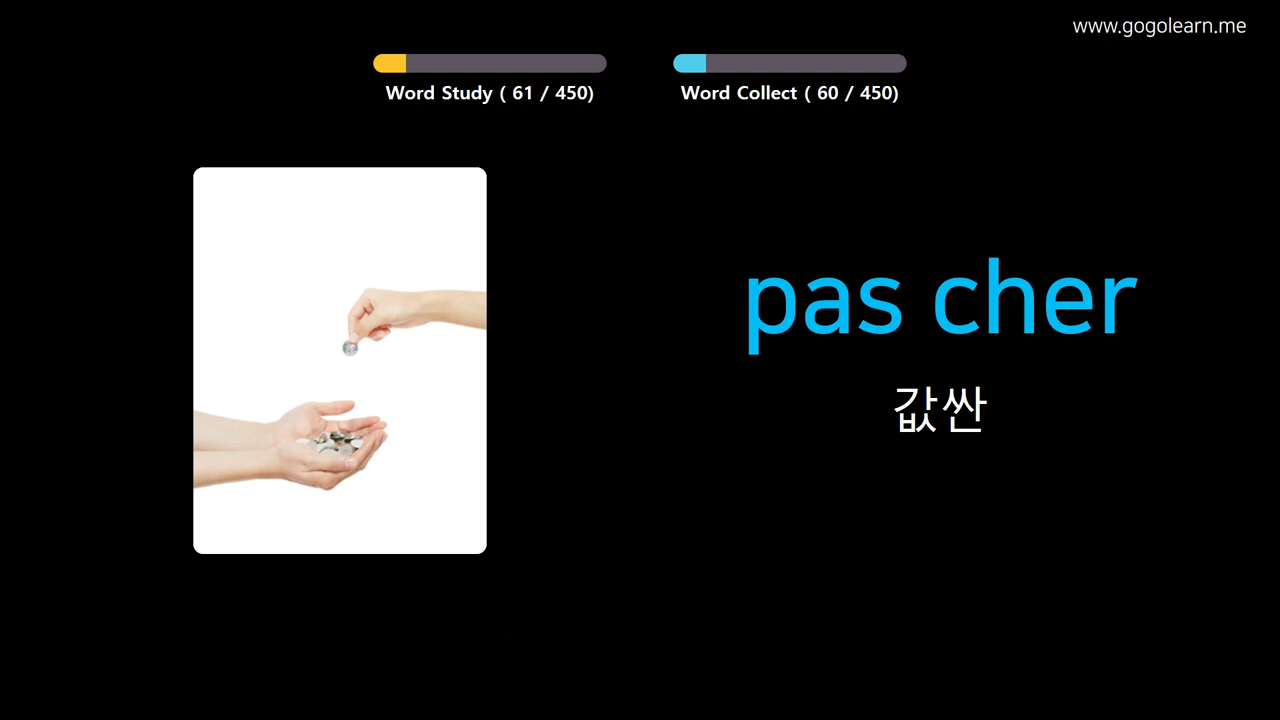 www.gogolearn.me
Word Study ( 61 / 450)
Word Collect ( 60 / 450)
pas cher
값싼